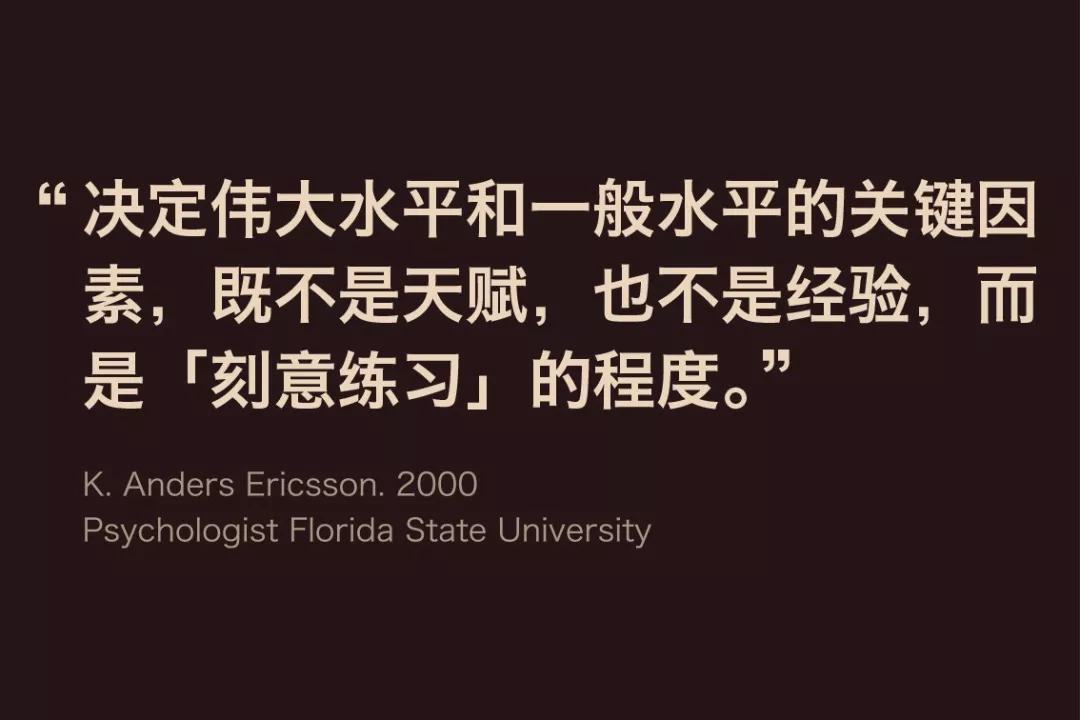 “决定伟大水平和一般水平的关键因
素，既不是天赋，也不是经验，而
是「刻意练习」的程度。”
K. Anders Ericsson. 2000
Psychologist Florida State University